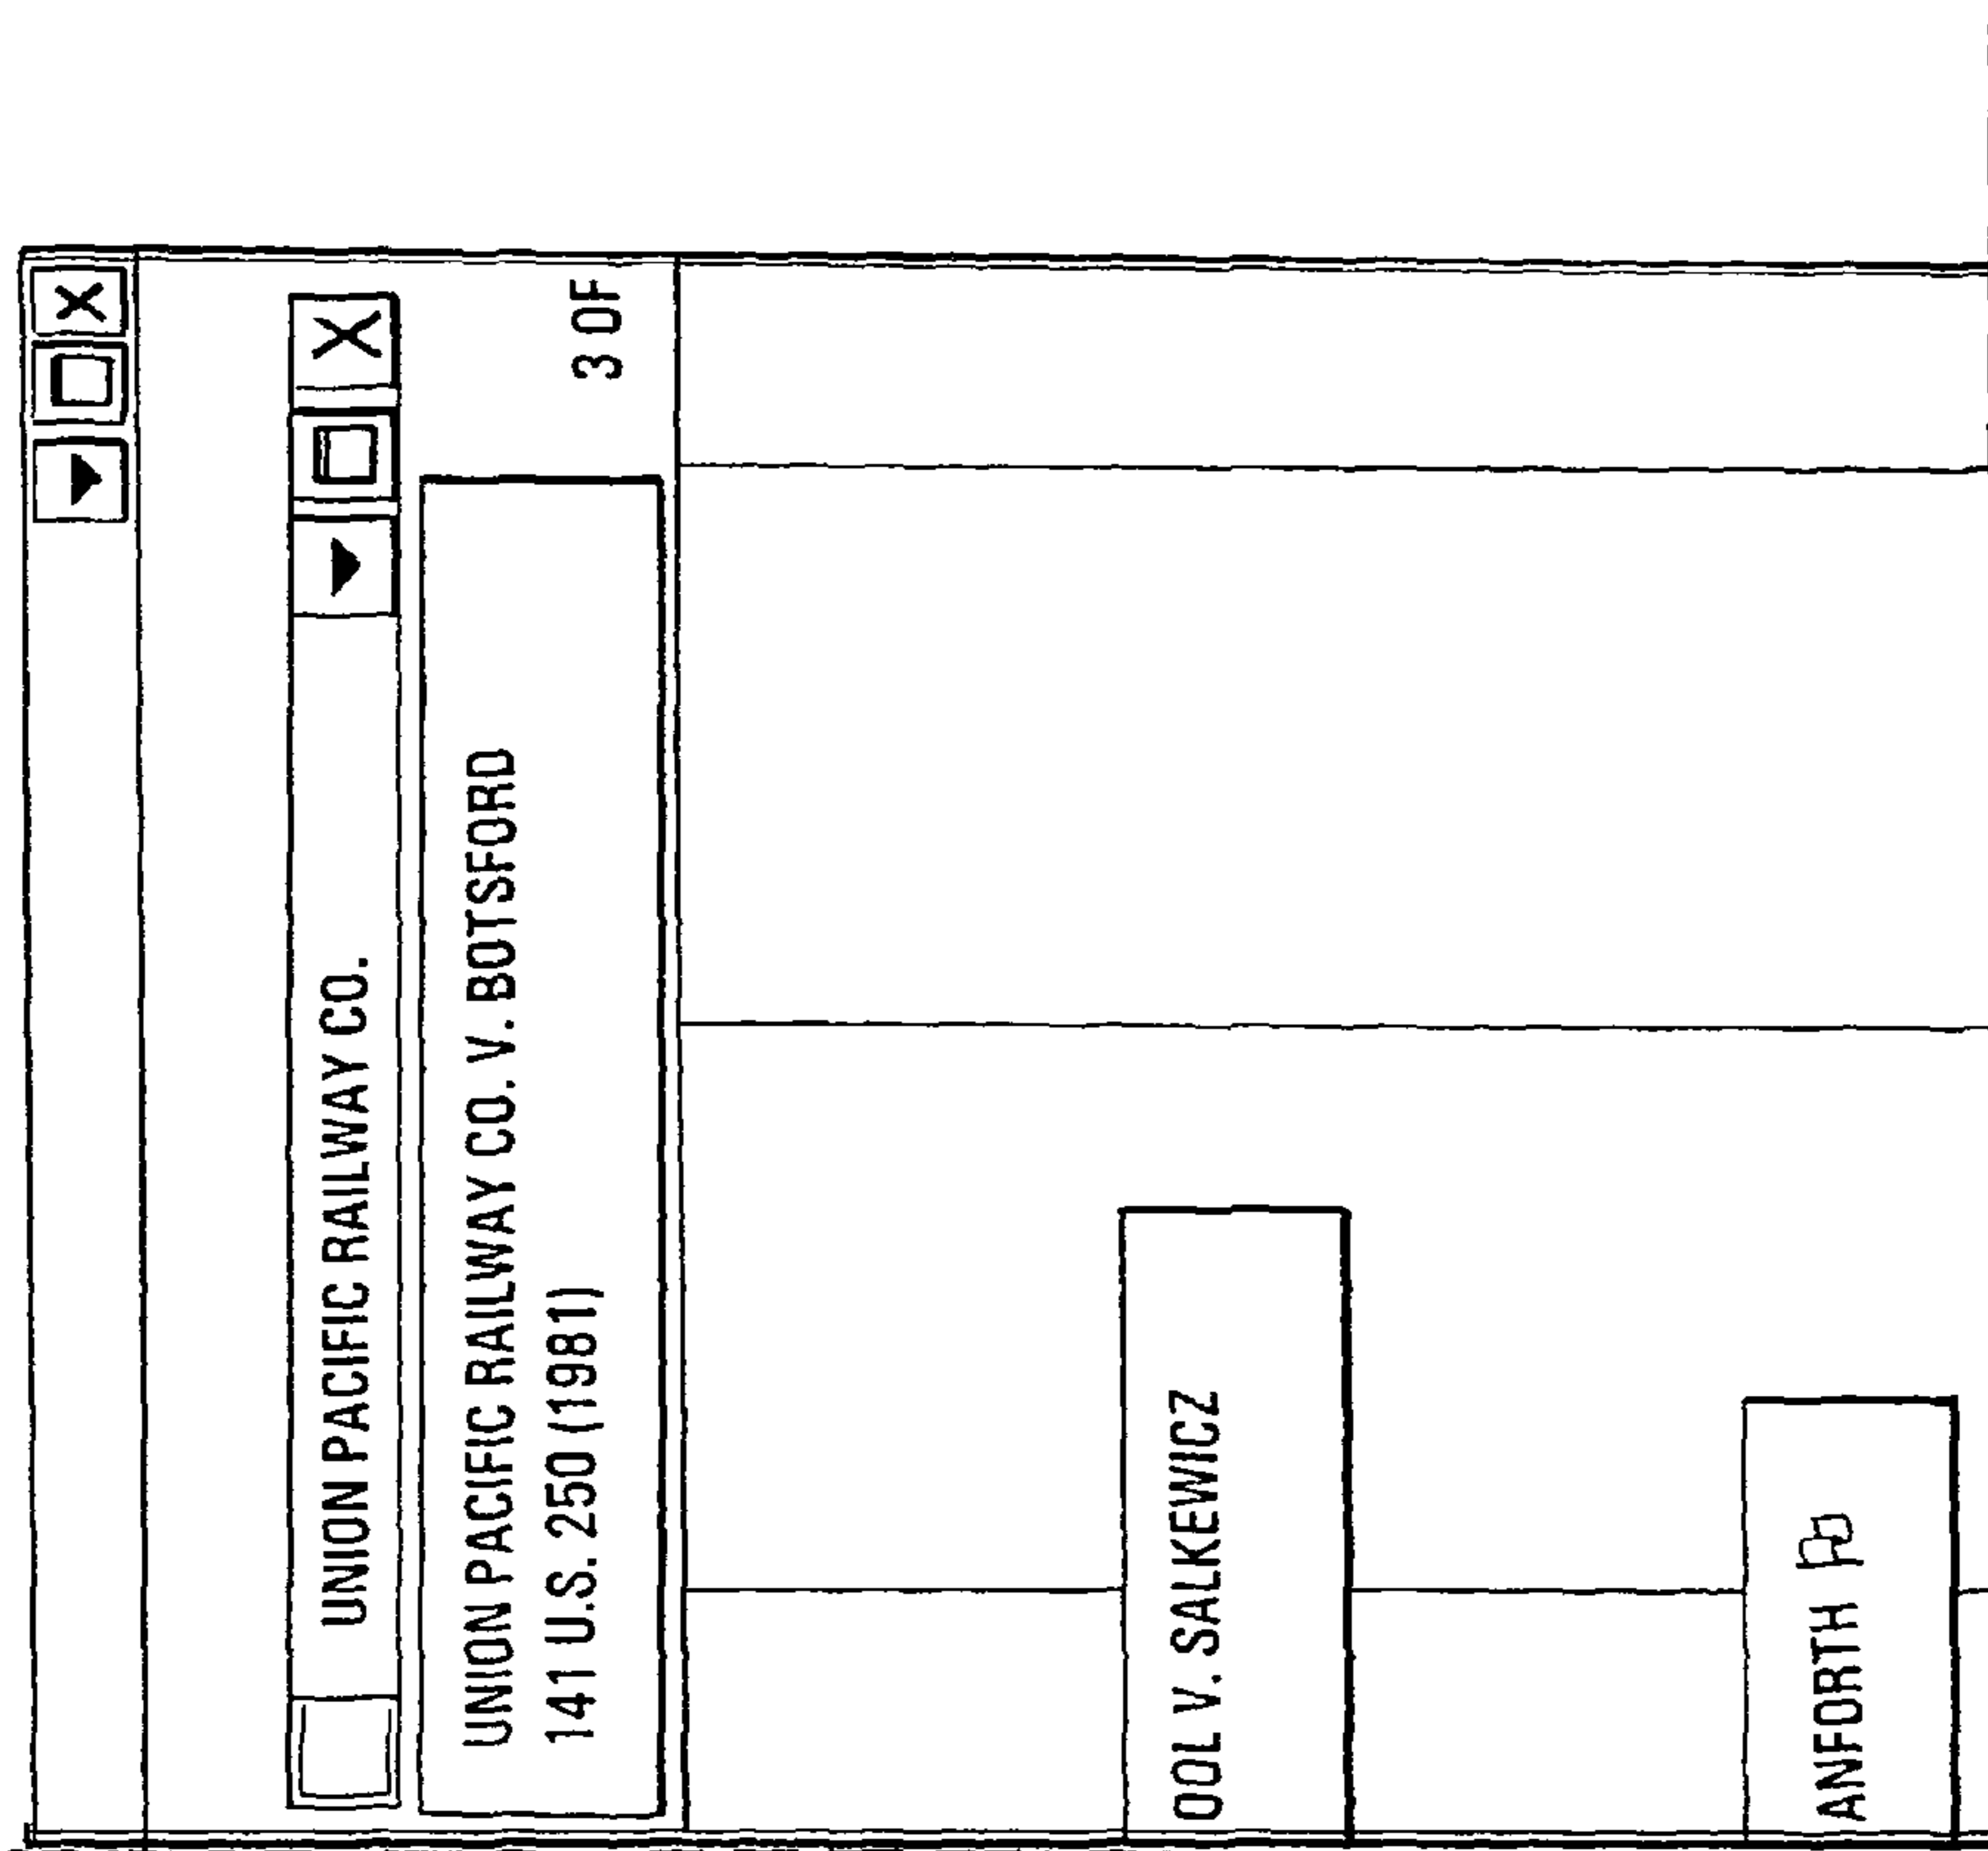 UNION PACIFIC RAILWAY CO.
UNION PACIFIC RAILWAY CO. V. BOTSFORD
141 U.S. 250 (1981)
3 OF
OOL V. SALKEWICZ
ANFORTH